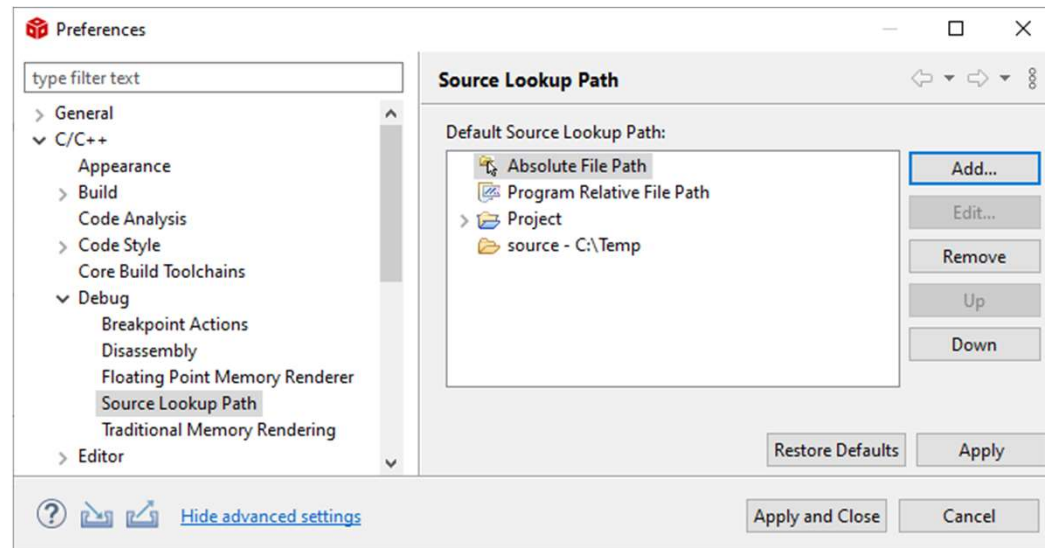 Preferences
type filter text
General
C/C++
Appearance
Build
Code Analysis
Code Style
Core Build Toolchains
Debug
Breakpoint Actions
Disassembly
Floating Point Memory Renderer
Source Lookup Path
Traditional Memory Rendering
Editor
Source Lookup Path
Default Source Lookup Path:
Absolute File Path
Program Relative File Path
Project
source - C:\Temp
Add...
Edit...
Remove
Up
Down
Restore Defaults
Apply
Hide advanced settings
Apply and Close
Cancel